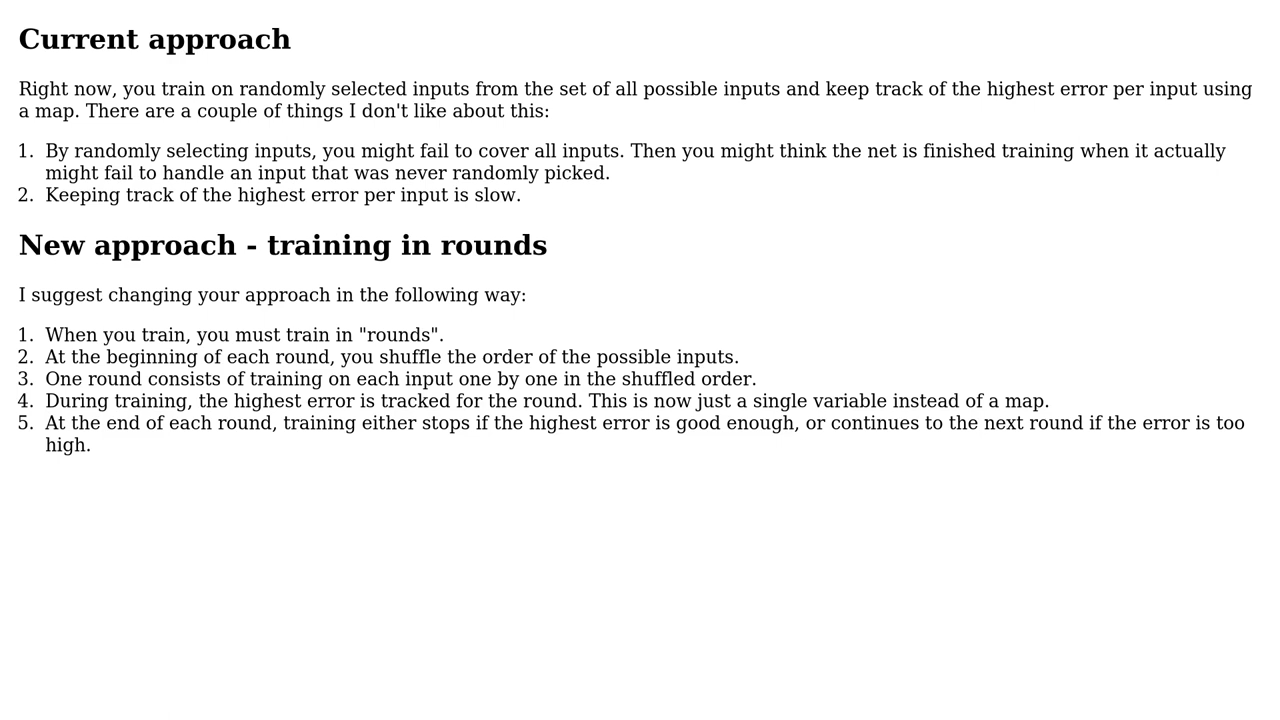 Current approach
Right now, you train on randomly selected inputs from the set of all possible inputs and keep track of the highest error per input using
a map. There are a couple of things I don't like about this:
1. By randomly selecting inputs, you might fail to cover all inputs. Then you might think the net is finished training when it actually
might fail to handle an input that was never randomly picked.
2. Keeping track of the highest error per input is slow.
New approach - training in rounds
I suggest changing your approach in the following way:
1. When you train, you must train in "rounds".
2. At the beginning of each round, you shuffle the order of the possible inputs.
3. One round consists of training on each input one by one in the shuffled order.
4. During training, the highest error is tracked for the round. This is now just a single variable instead of a map.
5. At the end of each round, training either stops if the highest error is good enough, or continues to the next round if the error is too
high.